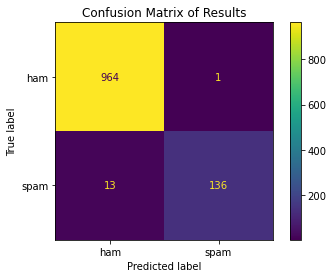 Confusion Matrix of Results
True label
ham
964
1
spam
13
136
ham
spam
Predicted label
800
600
400
200